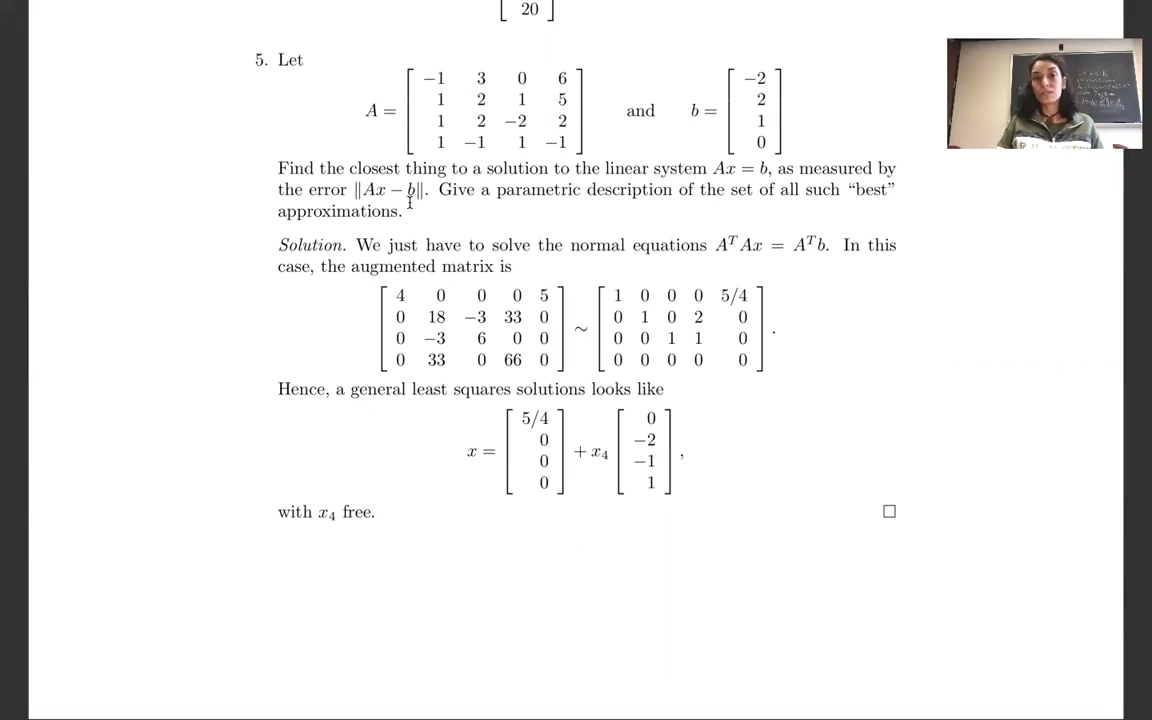 20
5. Let
A = [ −1 3 0 6 ; 1 2 1 5 ; 1 2 −2 2 ; 1 −1 1 −1 ] and b = [ −2 ; 2 ; 1 ; 0 ]
Find the closest thing to a solution to the linear system Ax = b, as measured by
the error ‖Ax − b‖. Give a parametric description of the set of all such “best”
approximations.
Solution. We just have to solve the normal equations AᵀAx = Aᵀb. In this
case, the augmented matrix is
[ 4 0 0 0 5 ; 0 18 −3 33 0 ; 0 −3 6 0 0 ; 0 33 0 66 0 ] ∼ [ 1 0 0 0 5/4 ; 0 1 0 2 0 ; 0 0 1 1 0 ; 0 0 0 0 0 ] .
Hence, a general least squares solutions looks like
x = [ 5/4 ; 0 ; 0 ; 0 ] + x₄ [ 0 ; −2 ; −1 ; 1 ] ,
with x₄ free. □